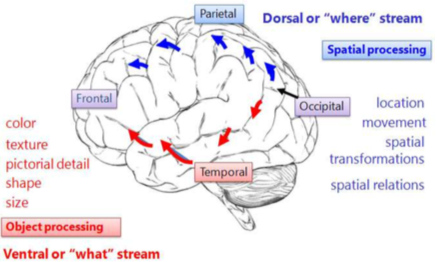 Parietal
Dorsal or “where” stream
Spatial processing
Frontal
Occipital
location
movement
spatial
transformations
spatial relations
color
texture
pictorial detail
shape
size
Temporal
Object processing
Ventral or “what” stream